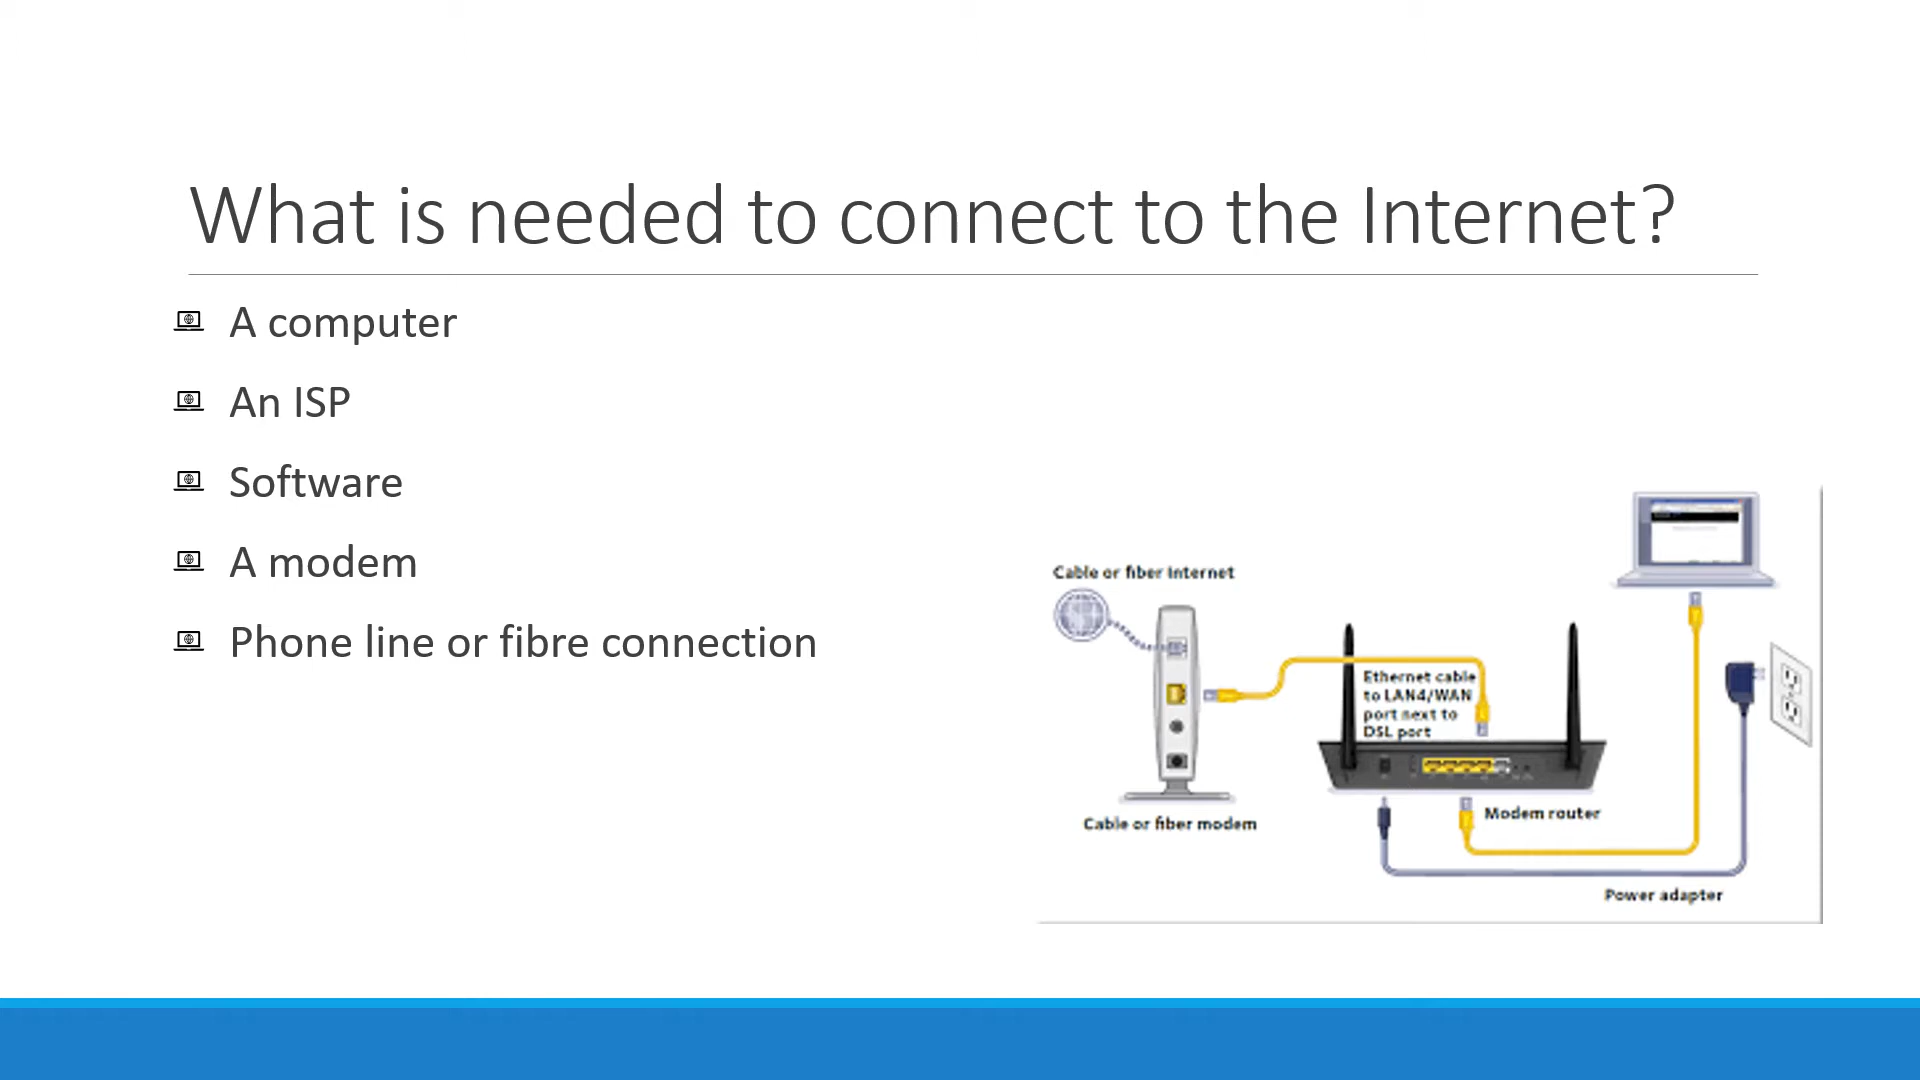 What is needed to connect to the Internet?
A computer
An ISP
Software
A modem
Phone line or fibre connection
Cable or fiber Internet
Ethernet cable
to LAN4/WAN
port next to
DSL port
Modem router
Cable or fiber modem
Power adapter